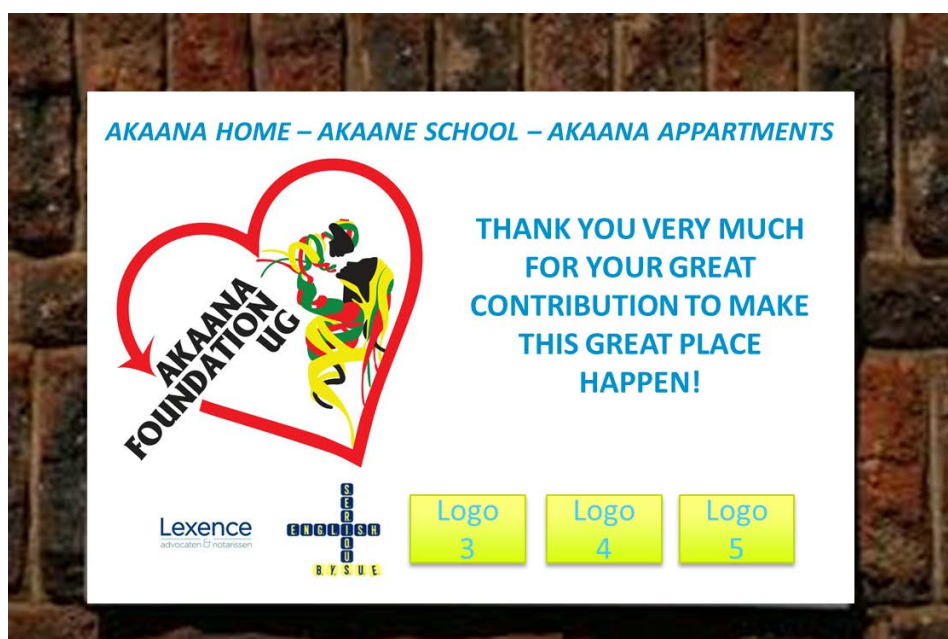 AKAANA HOME – AKAANE SCHOOL – AKAANA APPARTMENTS
AKAANA
FOUNDATION
UG
THANK YOU VERY MUCH
FOR YOUR GREAT
CONTRIBUTION TO MAKE
THIS GREAT PLACE
HAPPEN!
Lexence
advocaten & notarissen
SERIOUS
ENGLISH
BY SUE
Logo
3
Logo
4
Logo
5